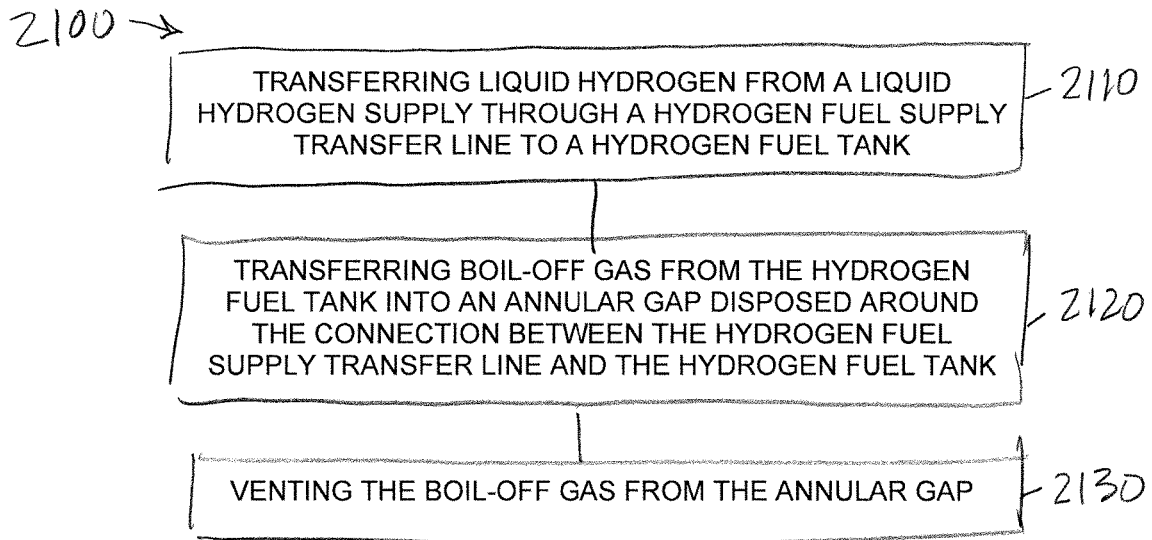 2100
TRANSFERRING LIQUID HYDROGEN FROM A LIQUID
HYDROGEN SUPPLY THROUGH A HYDROGEN FUEL SUPPLY
TRANSFER LINE TO A HYDROGEN FUEL TANK
2110
TRANSFERRING BOIL-OFF GAS FROM THE HYDROGEN
FUEL TANK INTO AN ANNULAR GAP DISPOSED AROUND
THE CONNECTION BETWEEN THE HYDROGEN FUEL
SUPPLY TRANSFER LINE AND THE HYDROGEN FUEL TANK
2120
VENTING THE BOIL-OFF GAS FROM THE ANNULAR GAP
2130